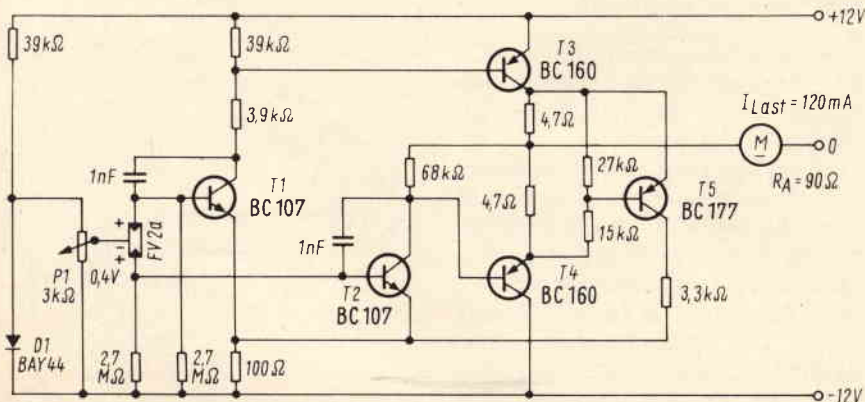 +12V
39kΩ
39kΩ
T3
BC 160
I Last = 120mA
3,9kΩ
4,7Ω
M
0
1nF
68kΩ
27kΩ
R A = 90Ω
T1
BC 107
4,7Ω
T5
BC 177
+
FV2a
-
+
15kΩ
1nF
P1
3kΩ
0,4V
T2
BC 107
T4
BC 160
3,3kΩ
D1
BAY44
2,7
MΩ
2,7
MΩ
100Ω
-12V